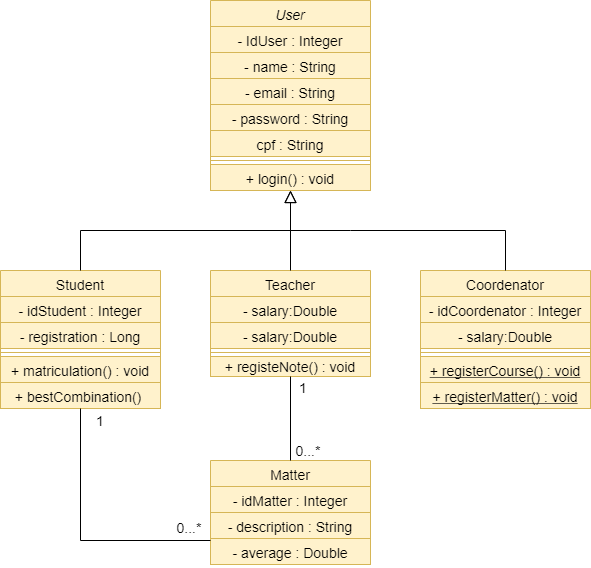 User
- IdUser : Integer
- name : String
- email : String
- password : String
cpf : String
+ login() : void
Student
- idStudent : Integer
- registration : Long
+ matriculation() : void
+ bestCombination()
Teacher
- salary:Double
- salary:Double
+ registeNote() : void
Coordenator
- idCoordenator : Integer
- salary:Double
+ registerCourse() : void
+ registerMatter() : void
1
1
0...*
0...*
Matter
- idMatter : Integer
- description : String
- average : Double